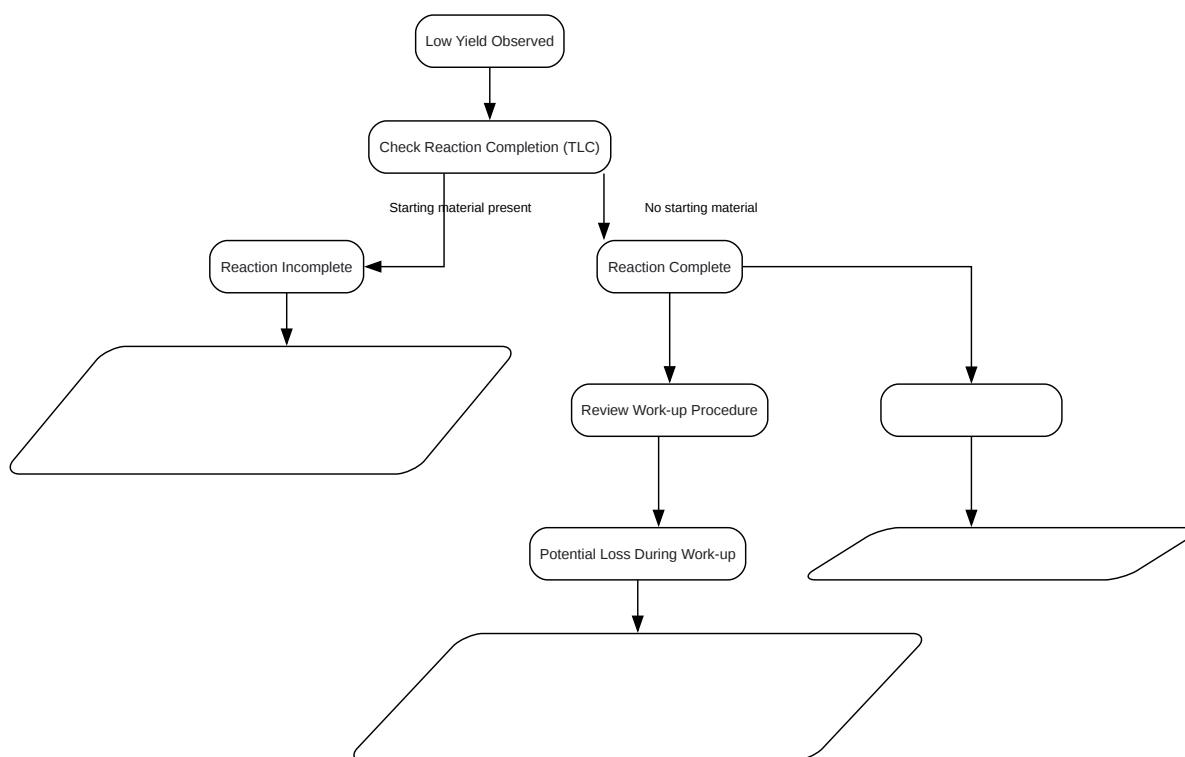 Low Yield Observed
Check Reaction Completion (TLC)
Starting material present
No starting material
Reaction Incomplete
Reaction Complete
Review Work-up Procedure
Potential Loss During Work-up